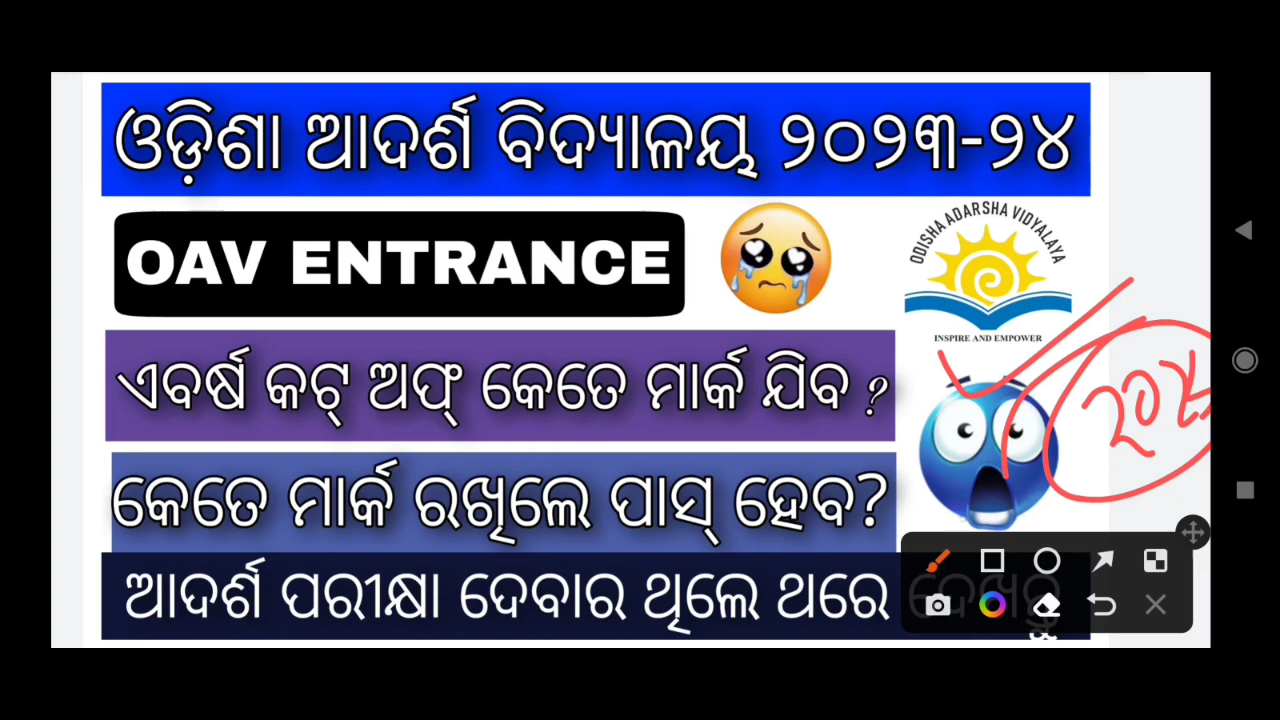 ଓଡ଼ିଶା ଆଦର୍ଶ ବିଦ୍ୟାଳୟ ୨୦୨୩-୨୪
OAV ENTRANCE
ODISHA ADARSHA VIDYALAYA
INSPIRE AND EMPOWER
ଏବର୍ଷ କଟ୍ ଅଫ୍ କେତେ ମାର୍କ ଯିବ ?
କେତେ ମାର୍କ ରଖିଲେ ପାସ୍ ହେବ?
ଆଦର୍ଶ ପରୀକ୍ଷା ଦେବାର ଥିଲେ ଥରେ